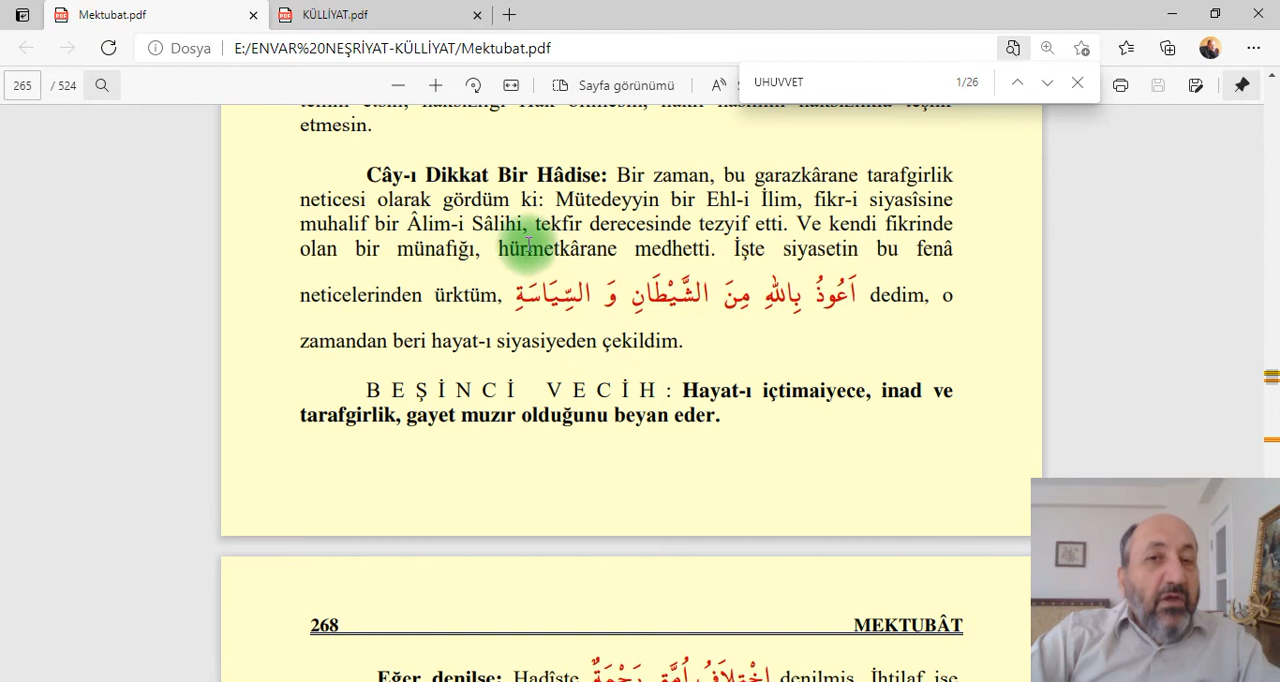 Mektubat.pdf
KÜLLİYAT.pdf
Dosya E:/ENVAR%20NEŞRİYAT-KÜLLİYAT/Mektubat.pdf
265 / 524 Sayfa görünümü
UHUVVET 1/26
etmesin.
Cây-ı Dikkat Bir Hâdise: Bir zaman, bu garazkârane tarafgirlik
neticesi olarak gördüm ki: Mütedeyyin bir Ehl-i İlim, fikr-i siyasîsine
muhalif bir Âlim-i Sâlihi, tekfir derecesinde tezyif etti. Ve kendi fikrinde
olan bir münafığı, hürmetkârane medhetti. İşte siyasetin bu fenâ
neticelerinden ürktüm, اَعُوذُ بِاللهِ مِنَ الشَّيْطَانِ وَ السِّيَاسَةِ dedim, o
zamandan beri hayat-ı siyasiyeden çekildim.
B E Ş İ N C İ V E C İ H : Hayat-ı içtimaiyece, inad ve
tarafgirlik, gayet muzır olduğunu beyan eder.
268 MEKTUBÂT
Eğer denilse: Hadîste اِخْتِلاَفُ اُمَّتِى رَحْمَةٌ denilmiş. İhtilaf ise